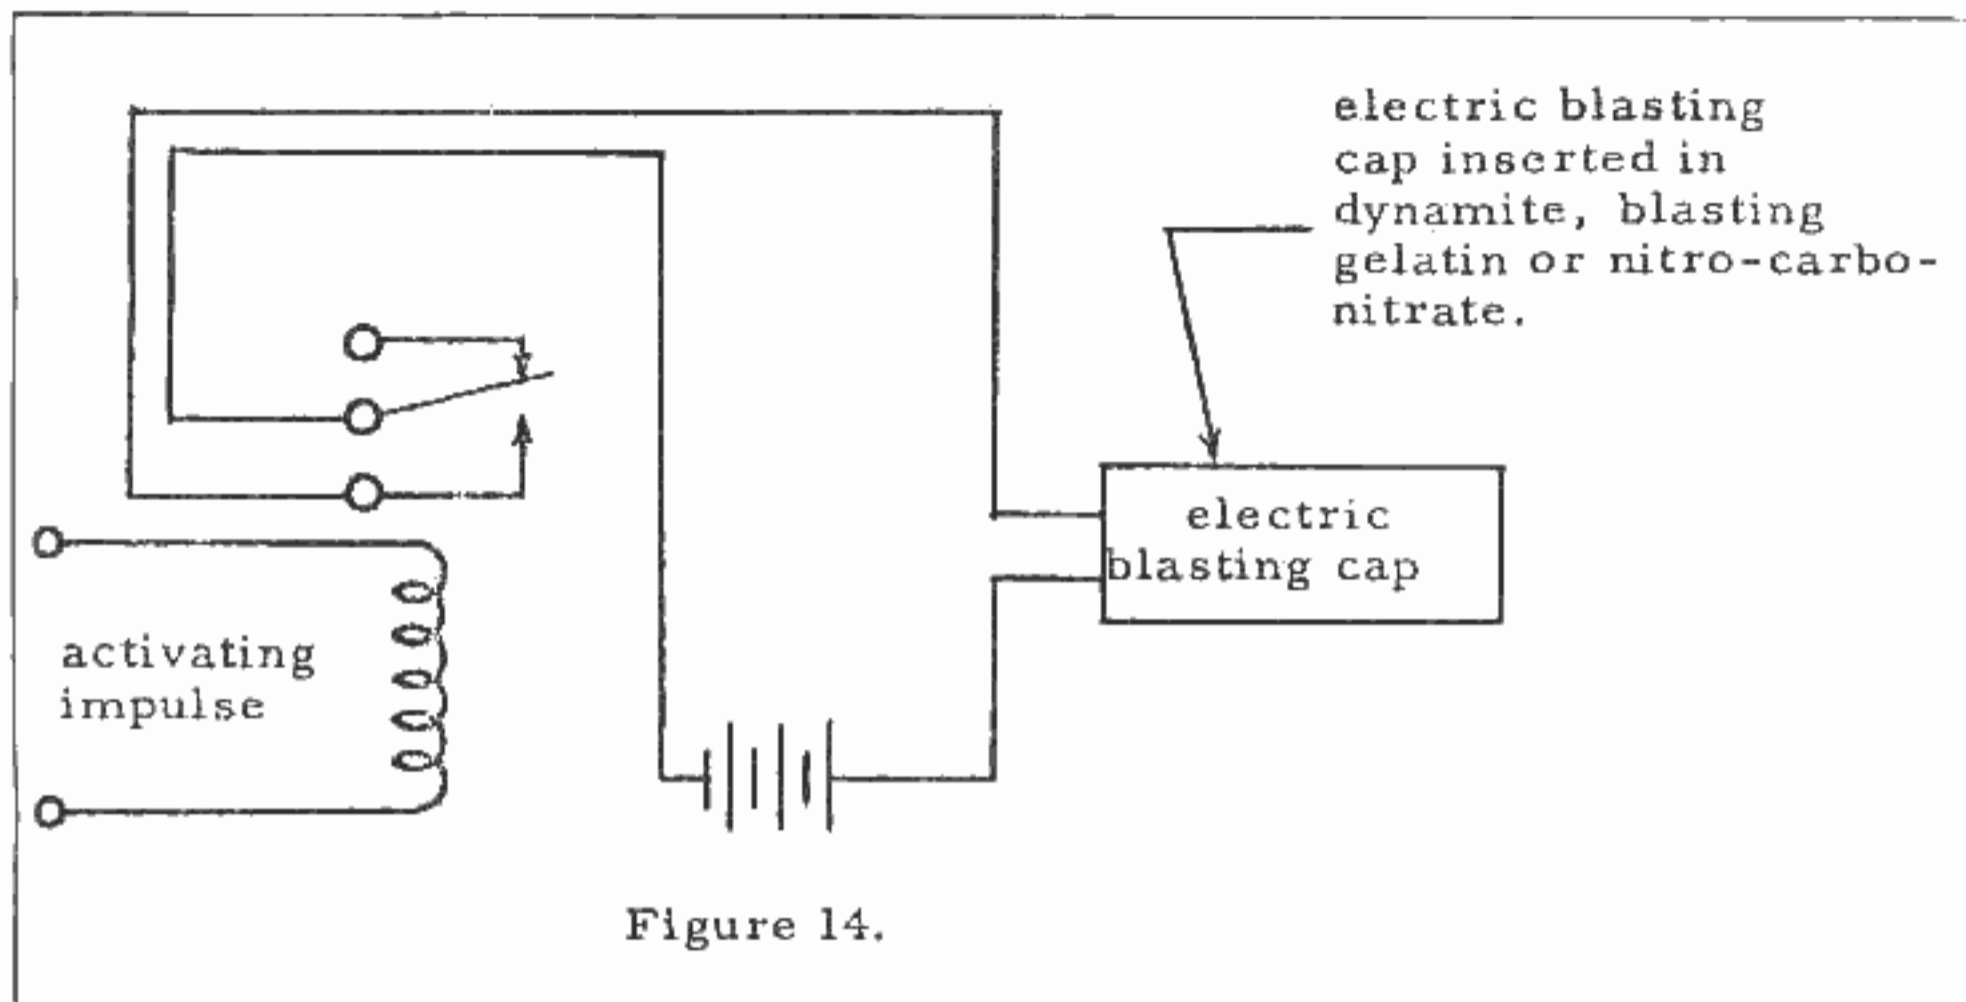 electric blasting
cap inserted in
dynamite, blasting
gelatin or nitro-carbo-
nitrate.
electric
blasting cap
activating
impulse
Figure 14.